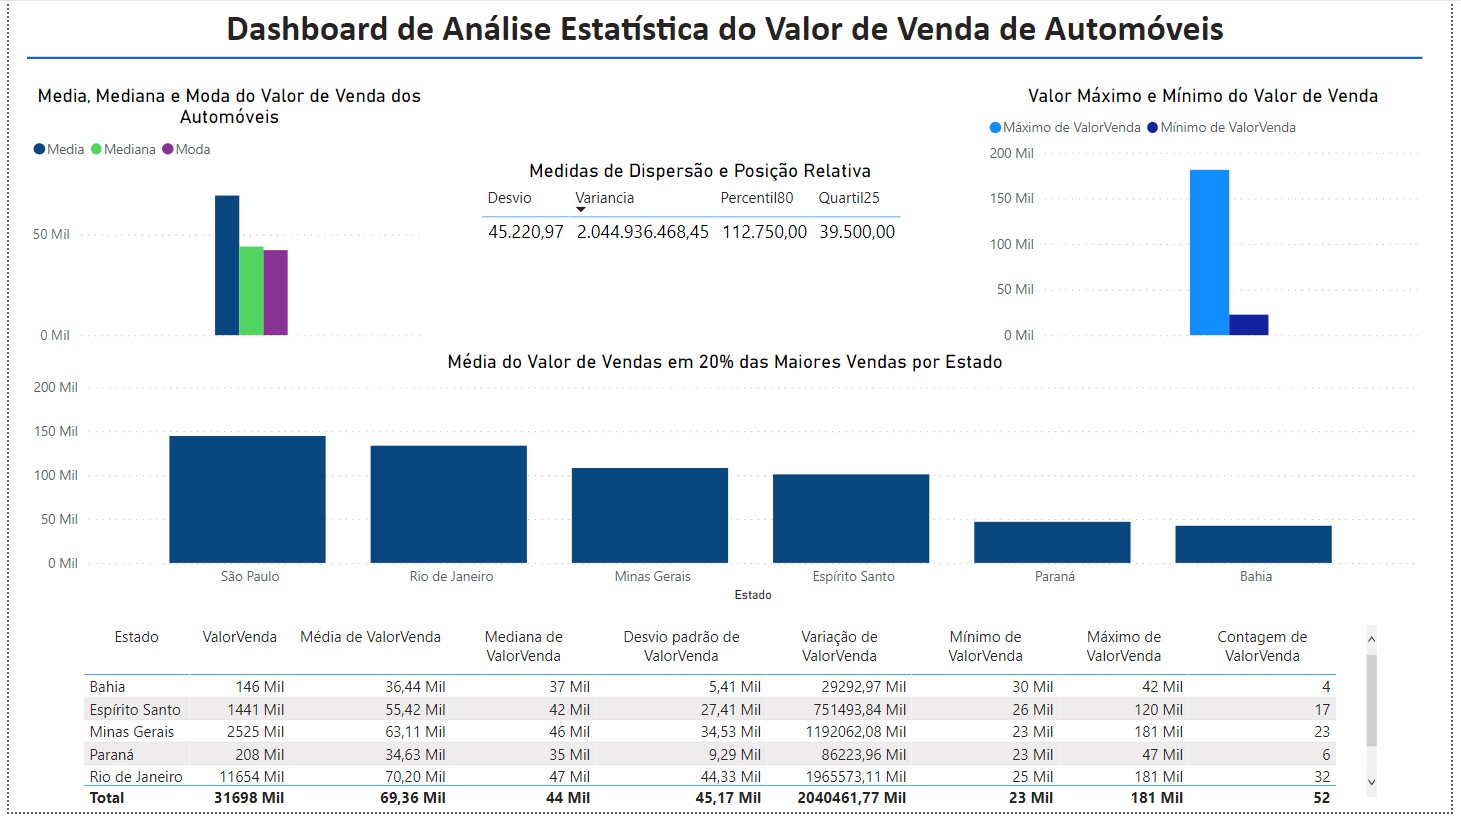 Dashboard de Análise Estatística do Valor de Venda de Automóveis
Media, Mediana e Moda do Valor de Venda dos
Automóveis
Media Mediana Moda
50 Mil
0 Mil
Medidas de Dispersão e Posição Relativa
Desvio Variancia Percentil80 Quartil25
45.220,97 2.044.936.468,45 112.750,00 39.500,00
Valor Máximo e Mínimo do Valor de Venda
Máximo de ValorVenda Mínimo de ValorVenda
200 Mil
150 Mil
100 Mil
50 Mil
0 Mil
Média do Valor de Vendas em 20% das Maiores Vendas por Estado
200 Mil
150 Mil
100 Mil
50 Mil
0 Mil
São Paulo Rio de Janeiro Minas Gerais Espírito Santo Paraná Bahia
Estado
Estado ValorVenda Média de ValorVenda Mediana de ValorVenda Desvio padrão de ValorVenda Variação de ValorVenda Mínimo de ValorVenda Máximo de ValorVenda Contagem de ValorVenda
Bahia 146 Mil 36,44 Mil 37 Mil 5,41 Mil 29292,97 Mil 30 Mil 42 Mil 4
Espírito Santo 1441 Mil 55,42 Mil 42 Mil 27,41 Mil 751493,84 Mil 26 Mil 120 Mil 17
Minas Gerais 2525 Mil 63,11 Mil 46 Mil 34,53 Mil 1192062,08 Mil 23 Mil 181 Mil 23
Paraná 208 Mil 34,63 Mil 35 Mil 9,29 Mil 86223,96 Mil 23 Mil 47 Mil 6
Rio de Janeiro 11654 Mil 70,20 Mil 47 Mil 44,33 Mil 1965573,11 Mil 25 Mil 181 Mil 32
Total 31698 Mil 69,36 Mil 44 Mil 45,17 Mil 2040461,77 Mil 23 Mil 181 Mil 52